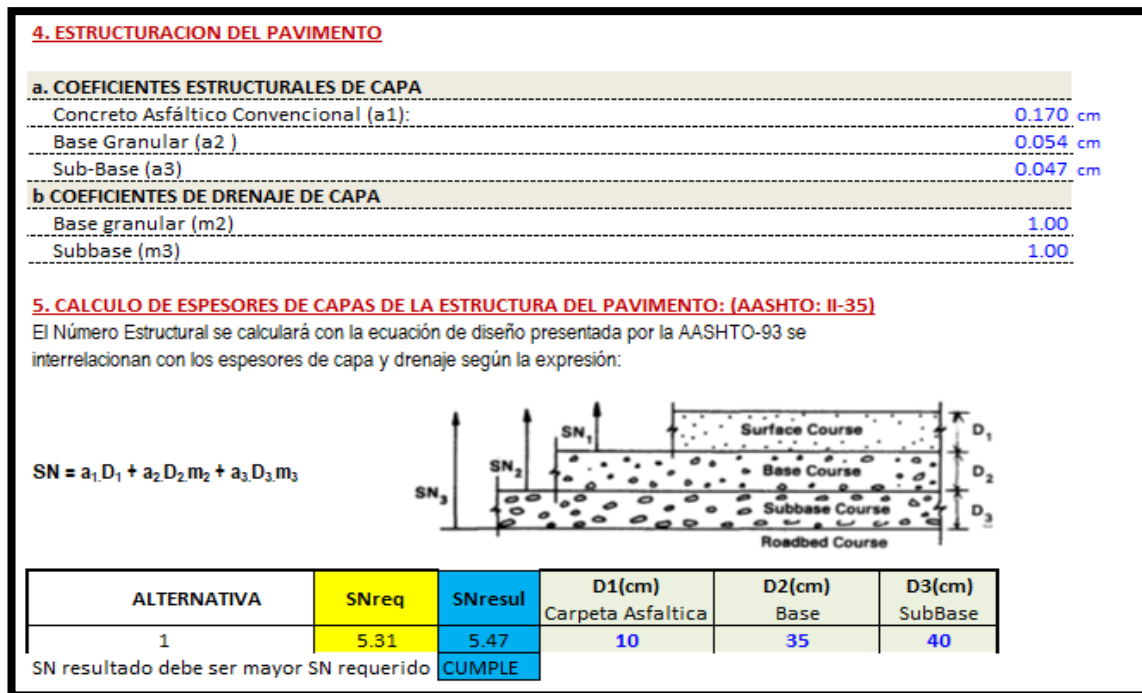 4. ESTRUCTURACION DEL PAVIMENTO
a. COEFICIENTES ESTRUCTURALES DE CAPA
Concreto Asfáltico Convencional (a1): 0.170 cm
Base Granular (a2 ) 0.054 cm
Sub-Base (a3) 0.047 cm
b COEFICIENTES DE DRENAJE DE CAPA
Base granular (m2) 1.00
Subbase (m3) 1.00
5. CALCULO DE ESPESORES DE CAPAS DE LA ESTRUCTURA DEL PAVIMENTO: (AASHTO: II-35)
El Número Estructural se calculará con la ecuación de diseño presentada por la AASHTO-93 se
interrelacionan con los espesores de capa y drenaje según la expresión:
SN = a₁.D₁ + a₂.D₂.m₂ + a₃.D₃.m₃
SN₁ Surface Course D₁
SN₂ Base Course D₂
SN₃ Subbase Course D₃
Roadbed Course
ALTERNATIVA SNreq SNresul D1(cm) D2(cm) D3(cm)
Carpeta Asfaltica Base SubBase
1 5.31 5.47 10 35 40
SN resultado debe ser mayor SN requerido CUMPLE